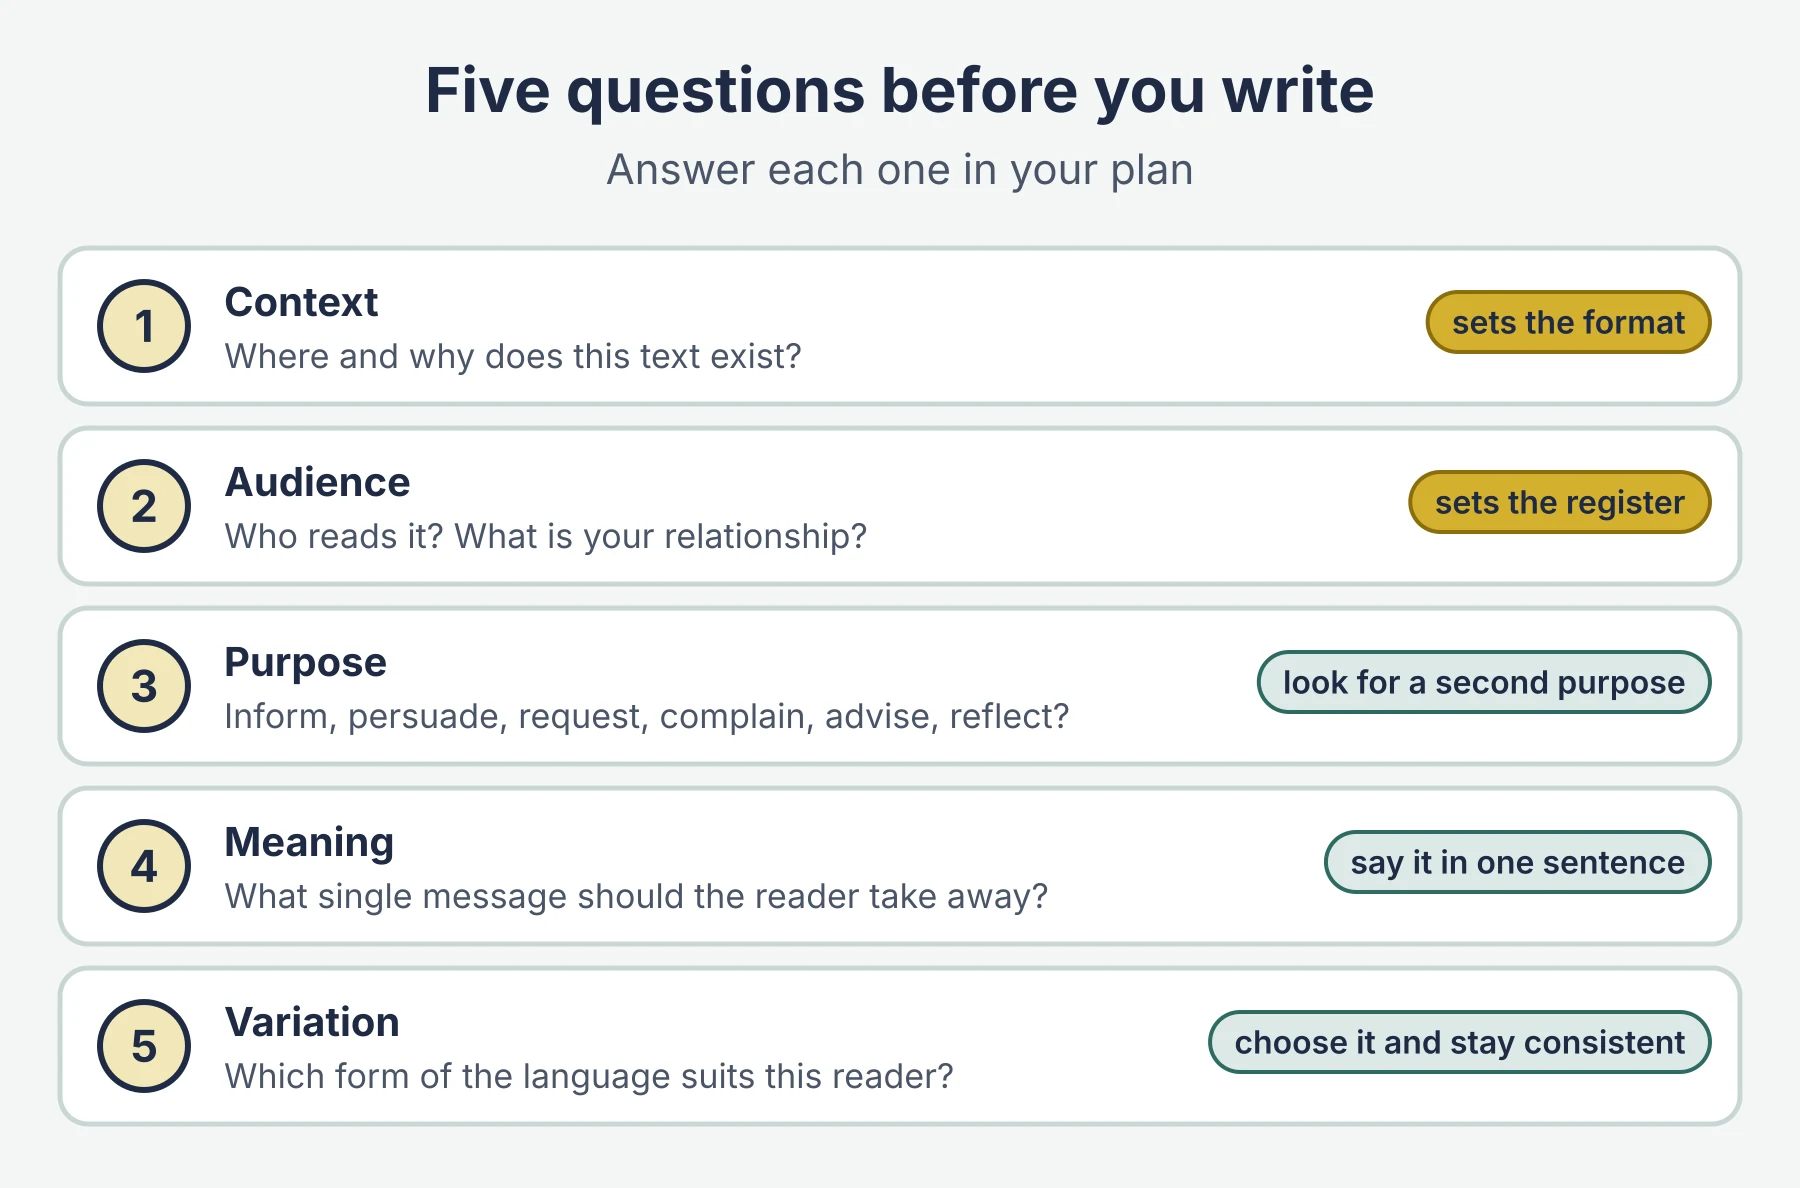 Five questions before you write
Answer each one in your plan
1
Context
Where and why does this text exist?
sets the format
2
Audience
Who reads it? What is your relationship?
sets the register
3
Purpose
Inform, persuade, request, complain, advise, reflect?
look for a second purpose
4
Meaning
What single message should the reader take away?
say it in one sentence
5
Variation
Which form of the language suits this reader?
choose it and stay consistent